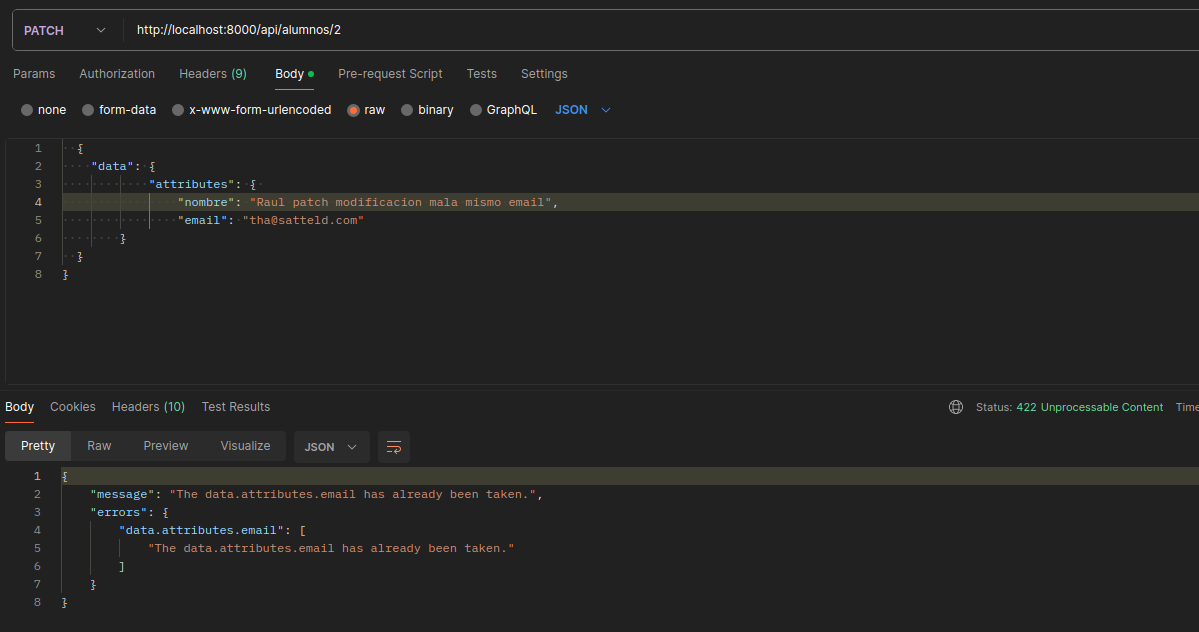 PATCH http://localhost:8000/api/alumnos/2
Params Authorization Headers (9) Body Pre-request Script Tests Settings
none form-data x-www-form-urlencoded raw binary GraphQL JSON
1 {
2 "data": {
3 "attributes": {
4 "nombre": "Raul patch modificacion mala mismo email",
5 "email": "tha@satteld.com"
6 }
7 }
8 }
Body Cookies Headers (10) Test Results Status: 422 Unprocessable Content Time
Pretty Raw Preview Visualize JSON
1 {
2 "message": "The data.attributes.email has already been taken.",
3 "errors": {
4 "data.attributes.email": [
5 "The data.attributes.email has already been taken."
6 ]
7 }
8 }